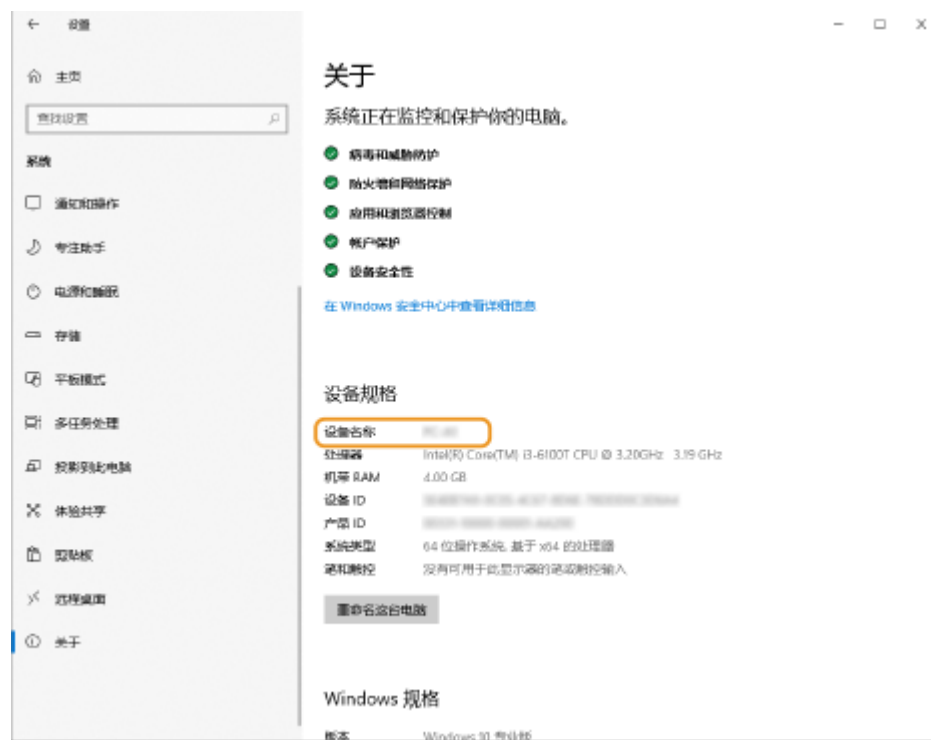 设置
主页
查找设置
系统
通知和操作
专注助手
电源和睡眠
存储
平板模式
多任务处理
投影到此电脑
体验共享
剪贴板
远程桌面
关于
关于
系统正在监控和保护你的电脑。
病毒和威胁防护
防火墙和网络保护
应用和浏览器控制
帐户保护
设备安全性
在 Windows 安全中心中查看详细信息
设备规格
设备名称
处理器 Intel(R) Core(TM) i3-6100T CPU @ 3.20GHz 3.19 GHz
机带 RAM 4.00 GB
设备 ID
产品 ID
系统类型 64 位操作系统, 基于 x64 的处理器
笔和触控 没有可用于此显示器的笔或触控输入
重命名这台电脑
Windows 规格
版本 Windows 10 专业版